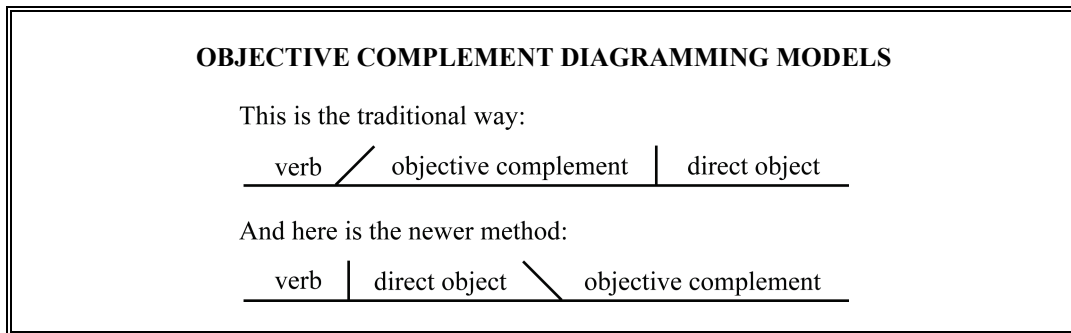 OBJECTIVE COMPLEMENT DIAGRAMMING MODELS
This is the traditional way:
verb objective complement direct object
And here is the newer method:
verb direct object objective complement